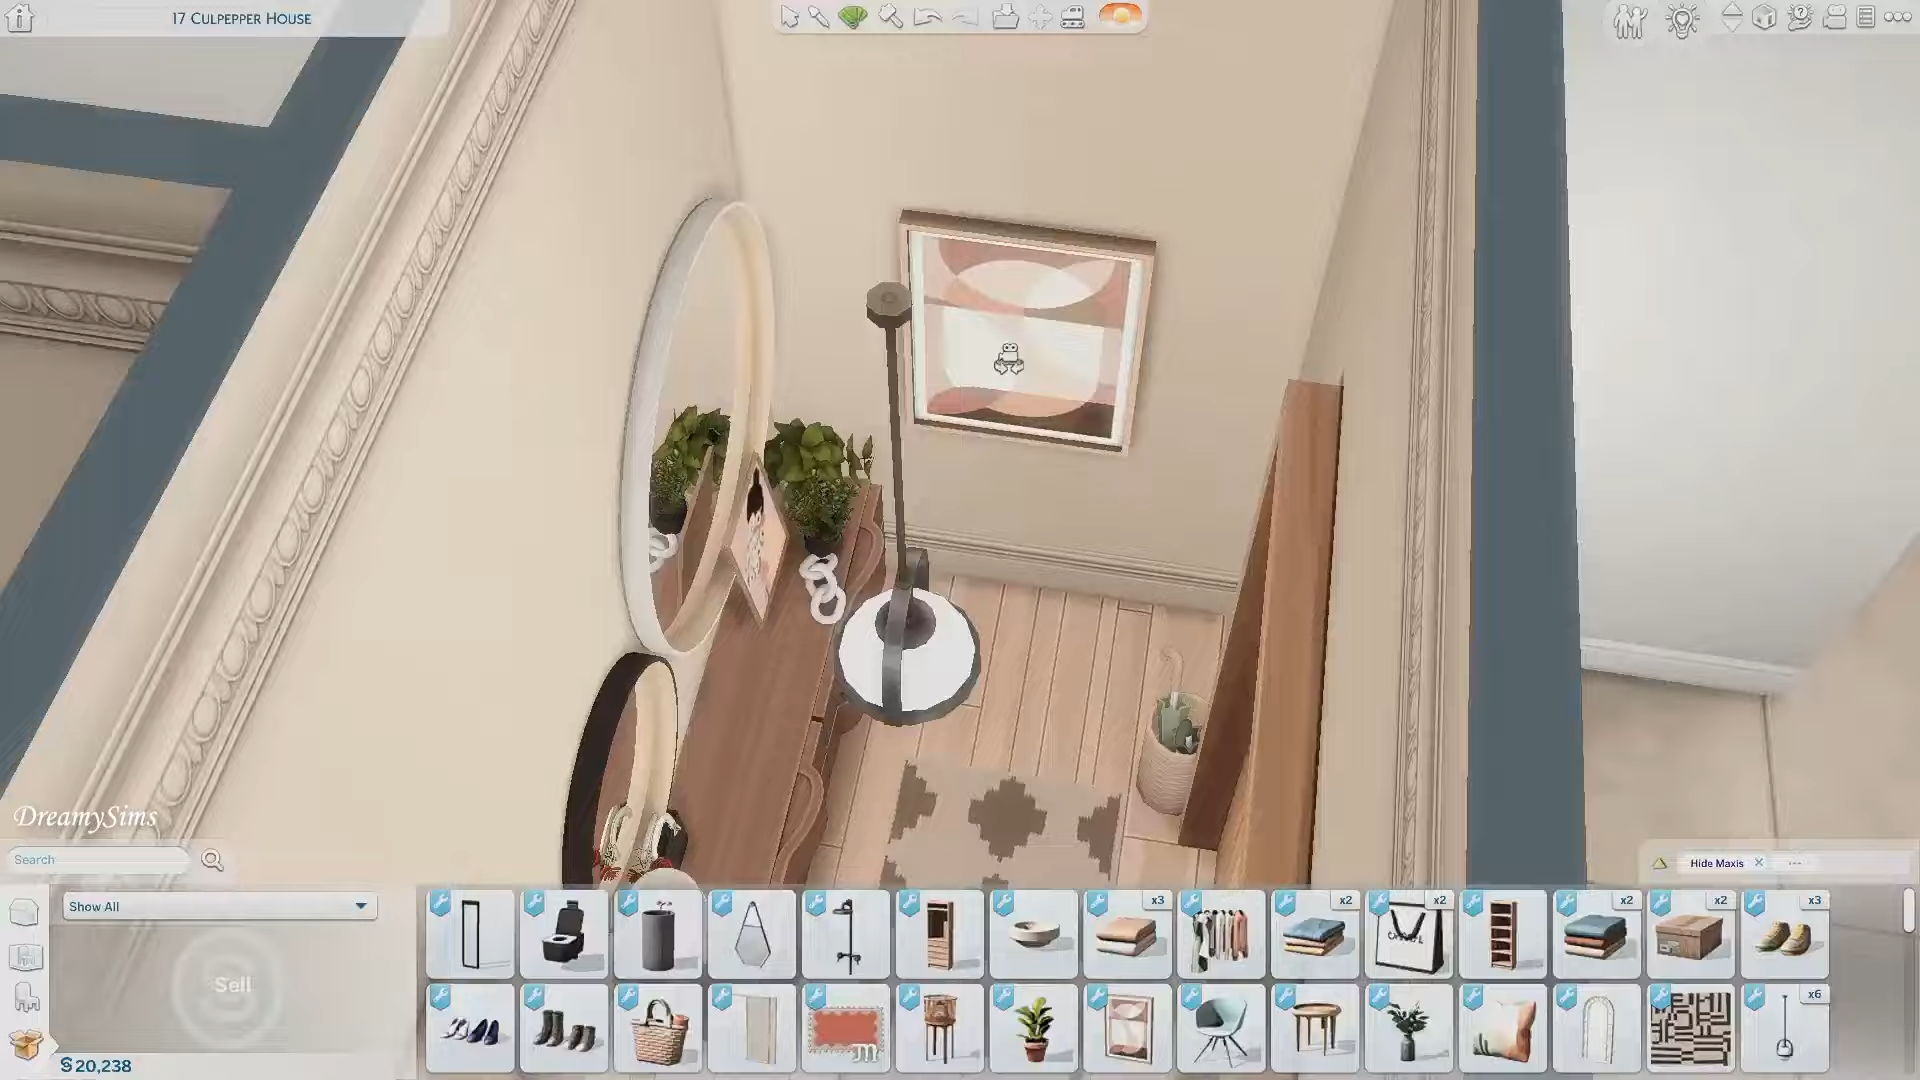 17 Culpepper House
DreamySims
Search
Hide Maxis
Show All
Sell
x3
x2
x2
x2
x2
x3
m
x6
§20,238